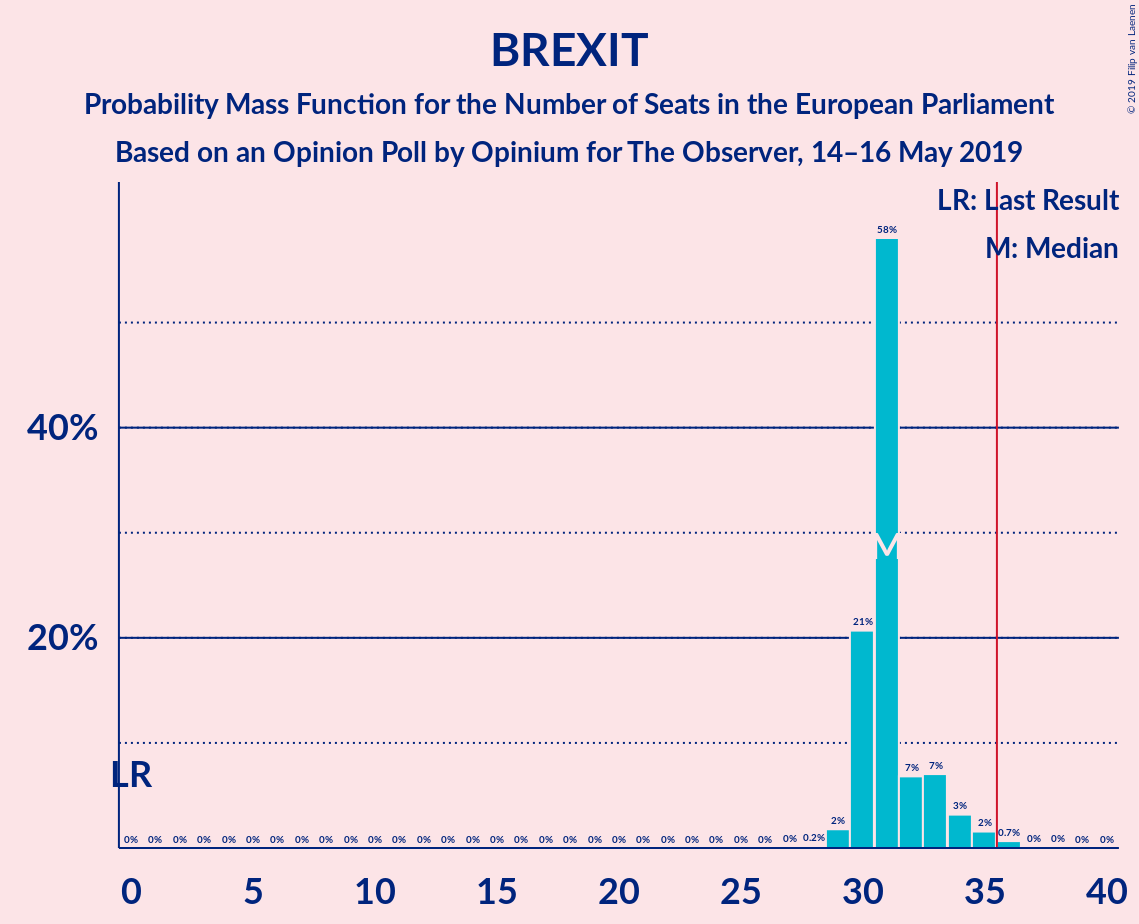 BREXIT
Probability Mass Function for the Number of Seats in the European Parliament
Based on an Opinion Poll by Opinium for The Observer, 14–16 May 2019
© 2019 Filip van Laenen
LR: Last Result
M: Median
58%
40%
M
20%
21%
LR
7% 7%
3%
0% 0% 0% 0% 0% 0% 0% 0% 0% 0% 0% 0% 0% 0% 0% 0% 0% 0% 0% 0% 0% 0% 0% 0% 0% 0% 0% 0% 0.2% 2% 2% 0.7% 0% 0% 0% 0%
0 5 10 15 20 25 30 35 40